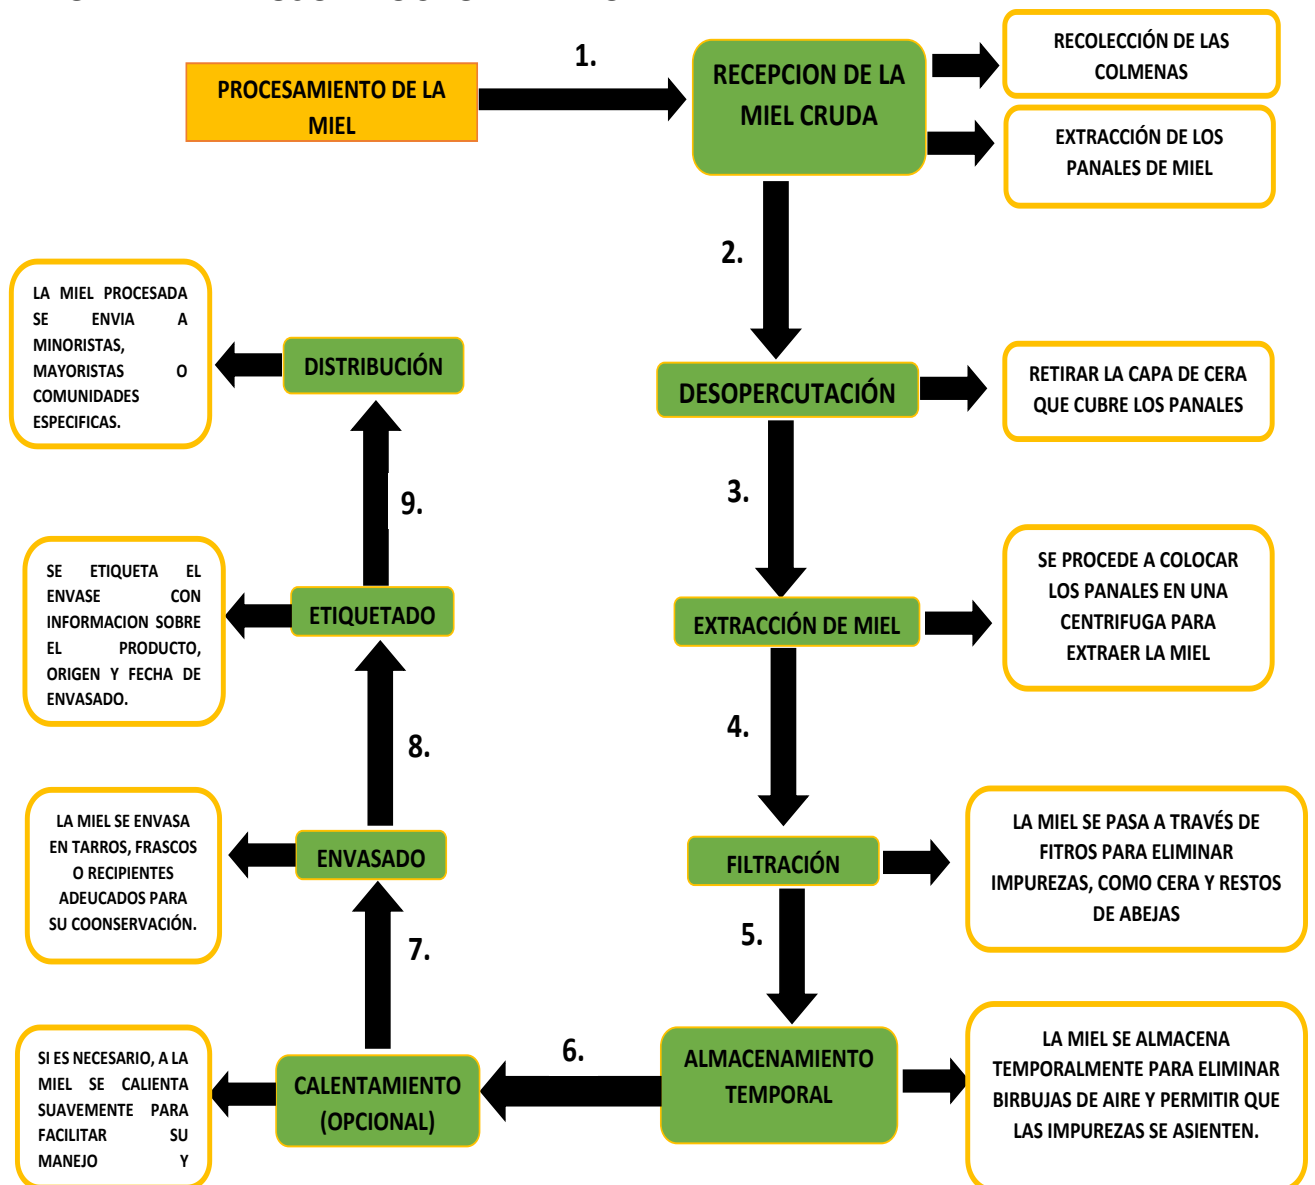 PROCESAMIENTO DE LA
MIEL
1.
RECEPCION DE LA
MIEL CRUDA
RECOLECCIÓN DE LAS
COLMENAS
EXTRACCIÓN DE LOS
PANALES DE MIEL
2.
DESOPERCUTACIÓN
RETIRAR LA CAPA DE CERA
QUE CUBRE LOS PANALES
3.
EXTRACCIÓN DE MIEL
SE PROCEDE A COLOCAR
LOS PANALES EN UNA
CENTRIFUGA PARA
EXTRAER LA MIEL
4.
FILTRACIÓN
LA MIEL SE PASA A TRAVÉS DE
FITROS PARA ELIMINAR
IMPUREZAS, COMO CERA Y RESTOS
DE ABEJAS
5.
ALMACENAMIENTO
TEMPORAL
LA MIEL SE ALMACENA
TEMPORALMENTE PARA ELIMINAR
BIRBUJAS DE AIRE Y PERMITIR QUE
LAS IMPUREZAS SE ASIENTEN.
6.
CALENTAMIENTO
(OPCIONAL)
SI ES NECESARIO, A LA
MIEL SE CALIENTA
SUAVEMENTE PARA
FACILITAR SU
MANEJO Y
7.
ENVASADO
LA MIEL SE ENVASA
EN TARROS, FRASCOS
O RECIPIENTES
ADEUCADOS PARA
SU COONSERVACIÓN.
8.
ETIQUETADO
SE ETIQUETA EL
ENVASE CON
INFORMACION SOBRE
EL PRODUCTO,
ORIGEN Y FECHA DE
ENVASADO.
9.
DISTRIBUCIÓN
LA MIEL PROCESADA
SE ENVIA A
MINORISTAS,
MAYORISTAS O
COMUNIDADES
ESPECIFICAS.